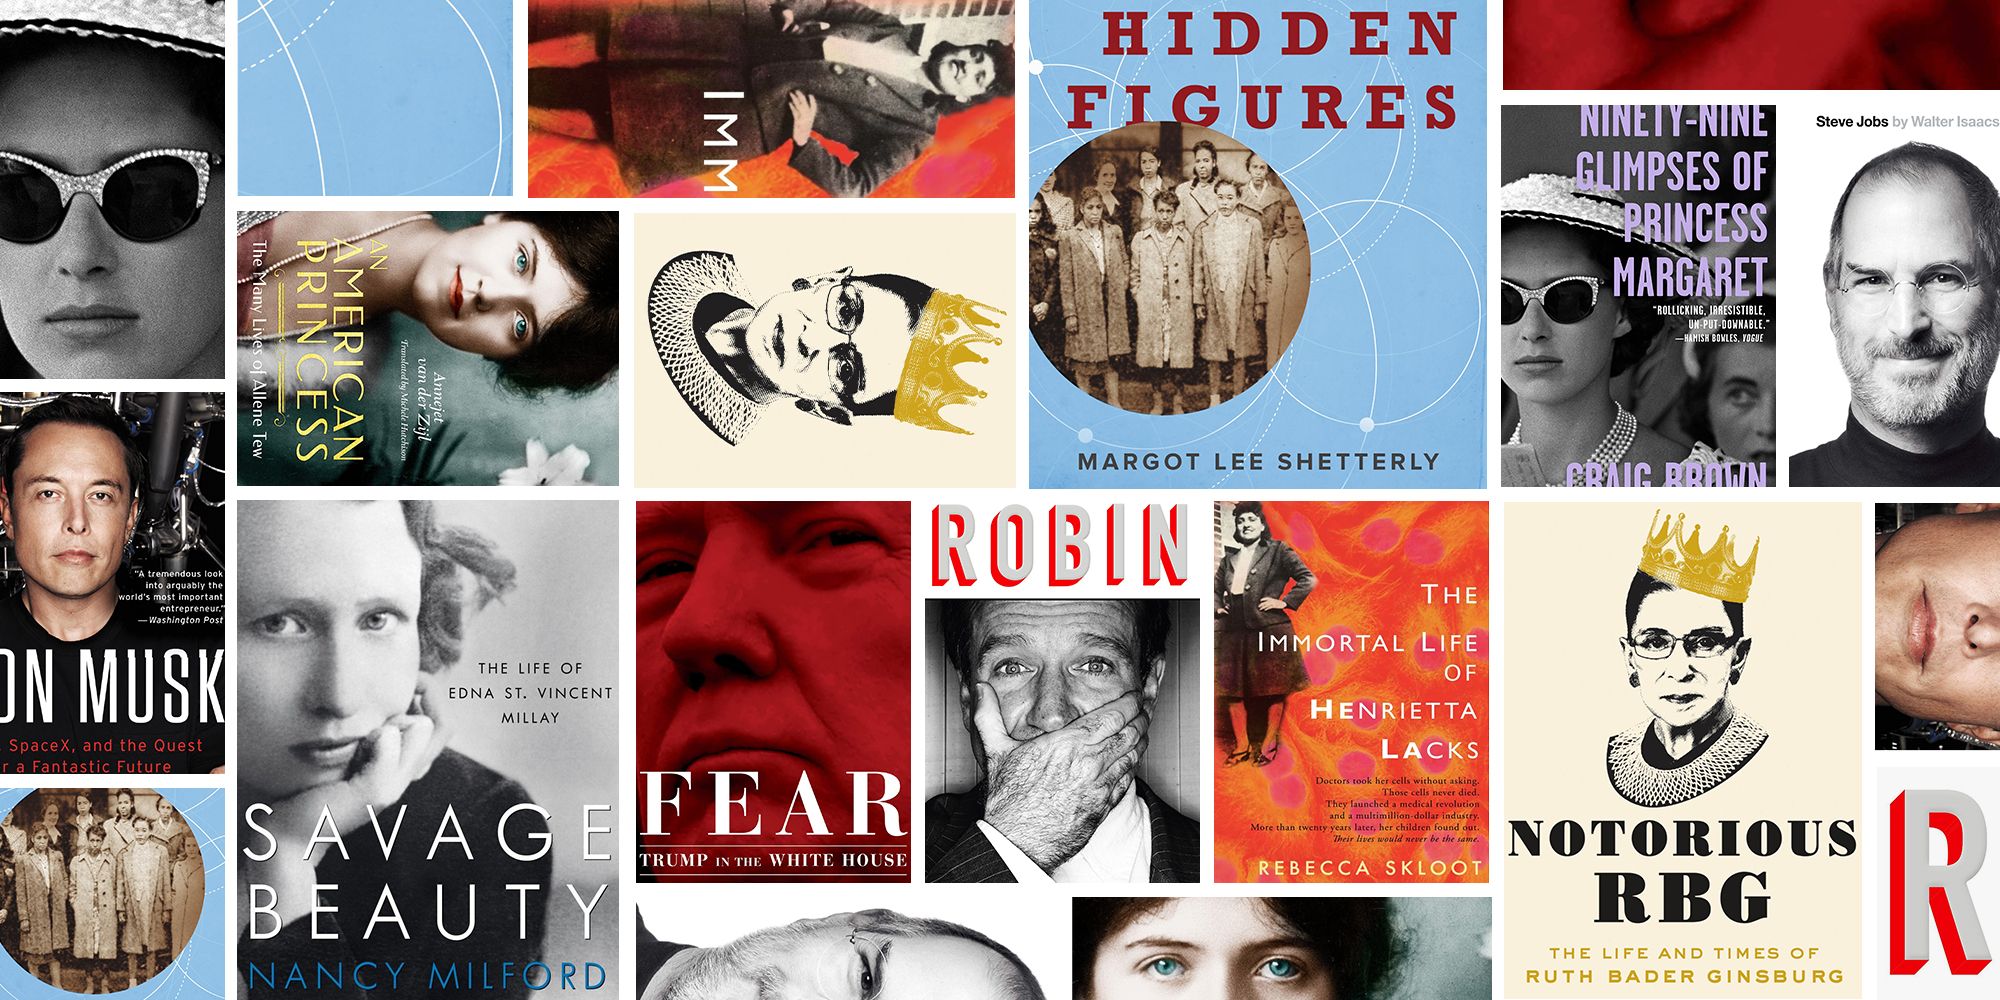 IMM
HIDDEN
FIGURES
MARGOT LEE SHETTERLY
NINETY-NINE
GLIMPSES OF
PRINCESS
MARGARET
"ROLLICKING, IRRESISTIBLE,
UN-PUT-DOWNABLE."
—HAMISH BOWLES, VOGUE
CRAIG BROWN
Steve Jobs by Walter Isaacs
AN
AMERICAN
PRINCESS
The Many Lives of Allene Tew
Annejet
van der Zijl
Translated by Michele Hutchison
"A tremendous look
into arguably the
world's most important
entrepreneur."
—Washington Post
ON MUSK
, SpaceX, and the Quest
r a Fantastic Future
THE LIFE OF
EDNA ST. VINCENT
MILLAY
SAVAGE
BEAUTY
NANCY MILFORD
FEAR
TRUMP IN THE WHITE HOUSE
ROBIN
THE
IMMORTAL LIFE
OF
HENRIETTA
LACKS
Doctors took her cells without asking.
Those cells never died.
They launched a medical revolution
and a multimillion-dollar industry.
More than twenty years later, her children found out.
Their lives would never be the same.
REBECCA SKLOOT
NOTORIOUS
RBG
THE LIFE AND TIMES OF
RUTH BADER GINSBURG
R